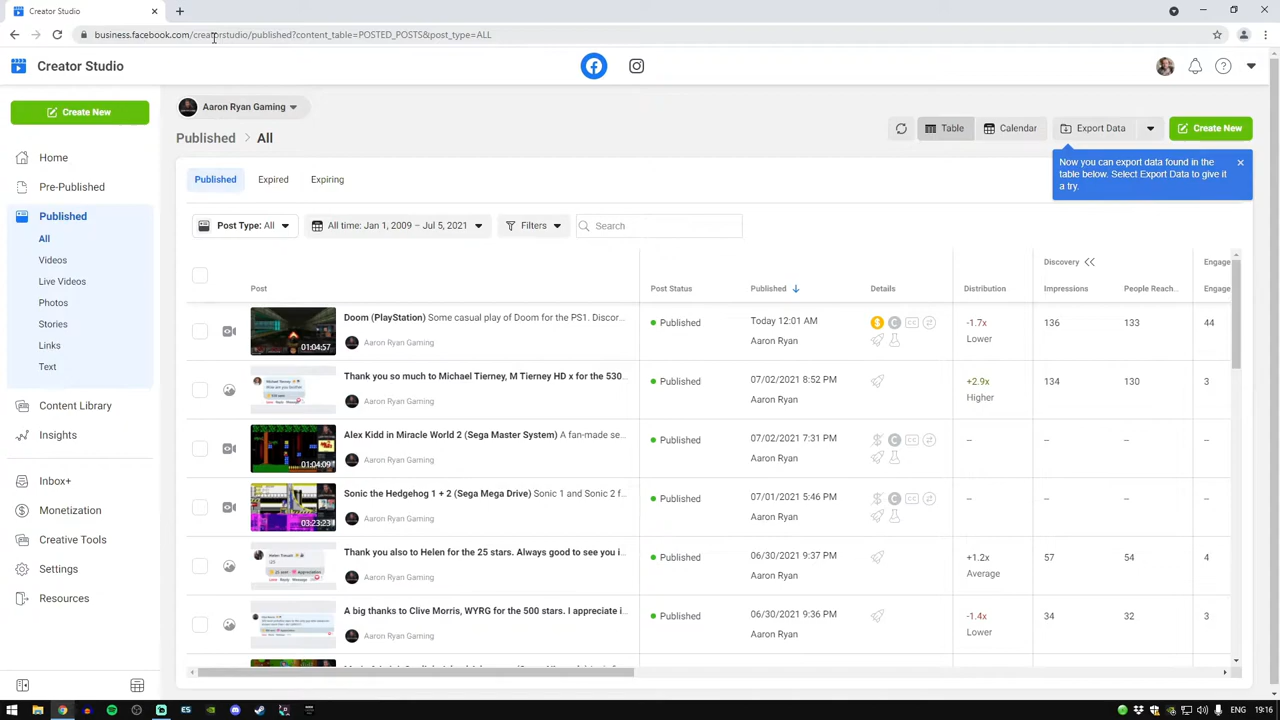 Creator Studio
business.facebook.com/creatorstudio/published?content_table=POSTED_POSTS&post_type=ALL
Creator Studio
Create New
Aaron Ryan Gaming
Published > All
Table
Calendar
Export Data
Create New
Now you can export data found in the table below. Select Export Data to give it a try.
Home
Pre-Published
Published
All
Videos
Live Videos
Photos
Stories
Links
Text
Content Library
Insights
Inbox+
Monetization
Creative Tools
Settings
Resources
Published
Expired
Expiring
Post Type: All
All time: Jan 1, 2009 – Jul 5, 2021
Filters
Search
Discovery
Engage
Post
Post Status
Published
Details
Distribution
Impressions
People Reach...
Engage
Doom (PlayStation) Some casual play of Doom for the PS1. Discor...
01:04:57
Aaron Ryan Gaming
Published
Today 12:01 AM
Aaron Ryan
-1.7x
Lower
136
133
44
Thank you so much to Michael Tierney, M Tierney HD x for the 530...
Aaron Ryan Gaming
Published
07/02/2021 8:52 PM
Aaron Ryan
+2.9x
Higher
134
133
3
Alex Kidd in Miracle World 2 (Sega Master System) A fan-made se...
01:04:09
Aaron Ryan Gaming
Published
07/02/2021 7:31 PM
Aaron Ryan
–
–
–
–
Sonic the Hedgehog 1 + 2 (Sega Mega Drive) Sonic 1 and Sonic 2 f...
03:23:23
Aaron Ryan Gaming
Published
07/01/2021 5:46 PM
Aaron Ryan
–
–
–
–
Thank you also to Helen for the 25 stars. Always good to see you i...
Aaron Ryan Gaming
Published
06/30/2021 9:37 PM
Aaron Ryan
+1.2x
Average
57
54
4
A big thanks to Clive Morris, WYRG for the 500 stars. I appreciate i...
Aaron Ryan Gaming
Published
06/30/2021 9:36 PM
Aaron Ryan
Lower
34
34
3
ENG
19:16